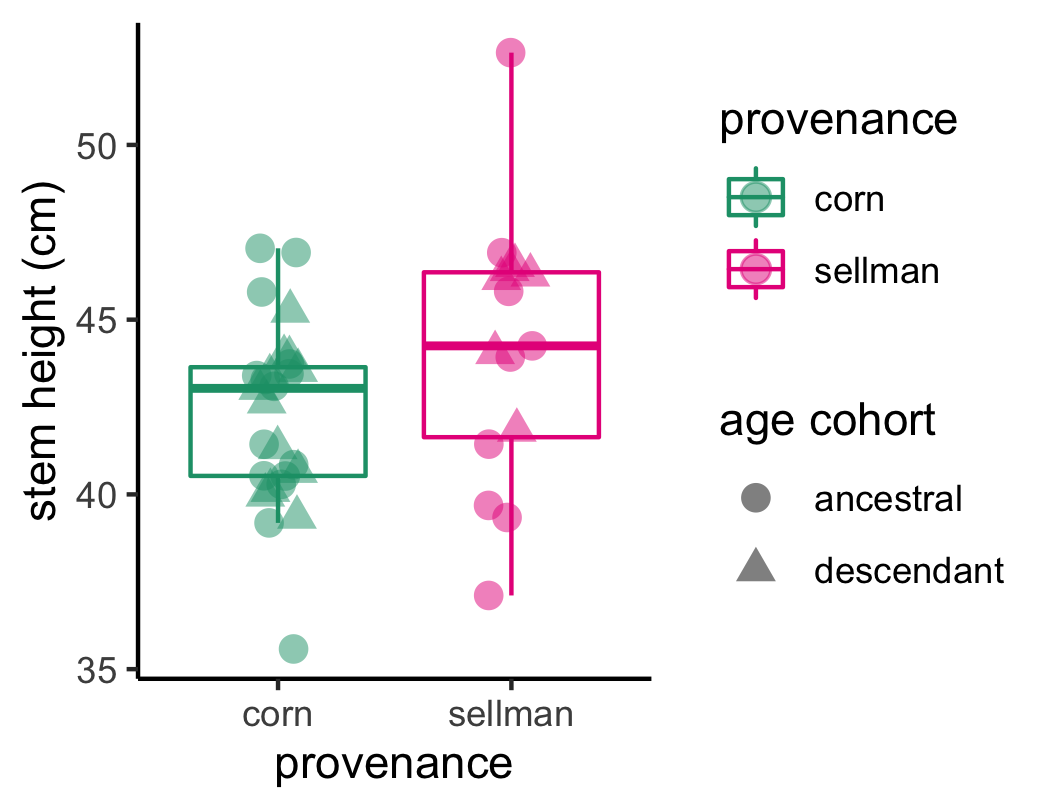 stem height (cm)
50
45
40
35
corn
sellman
provenance
provenance
corn
sellman
age cohort
ancestral
descendant